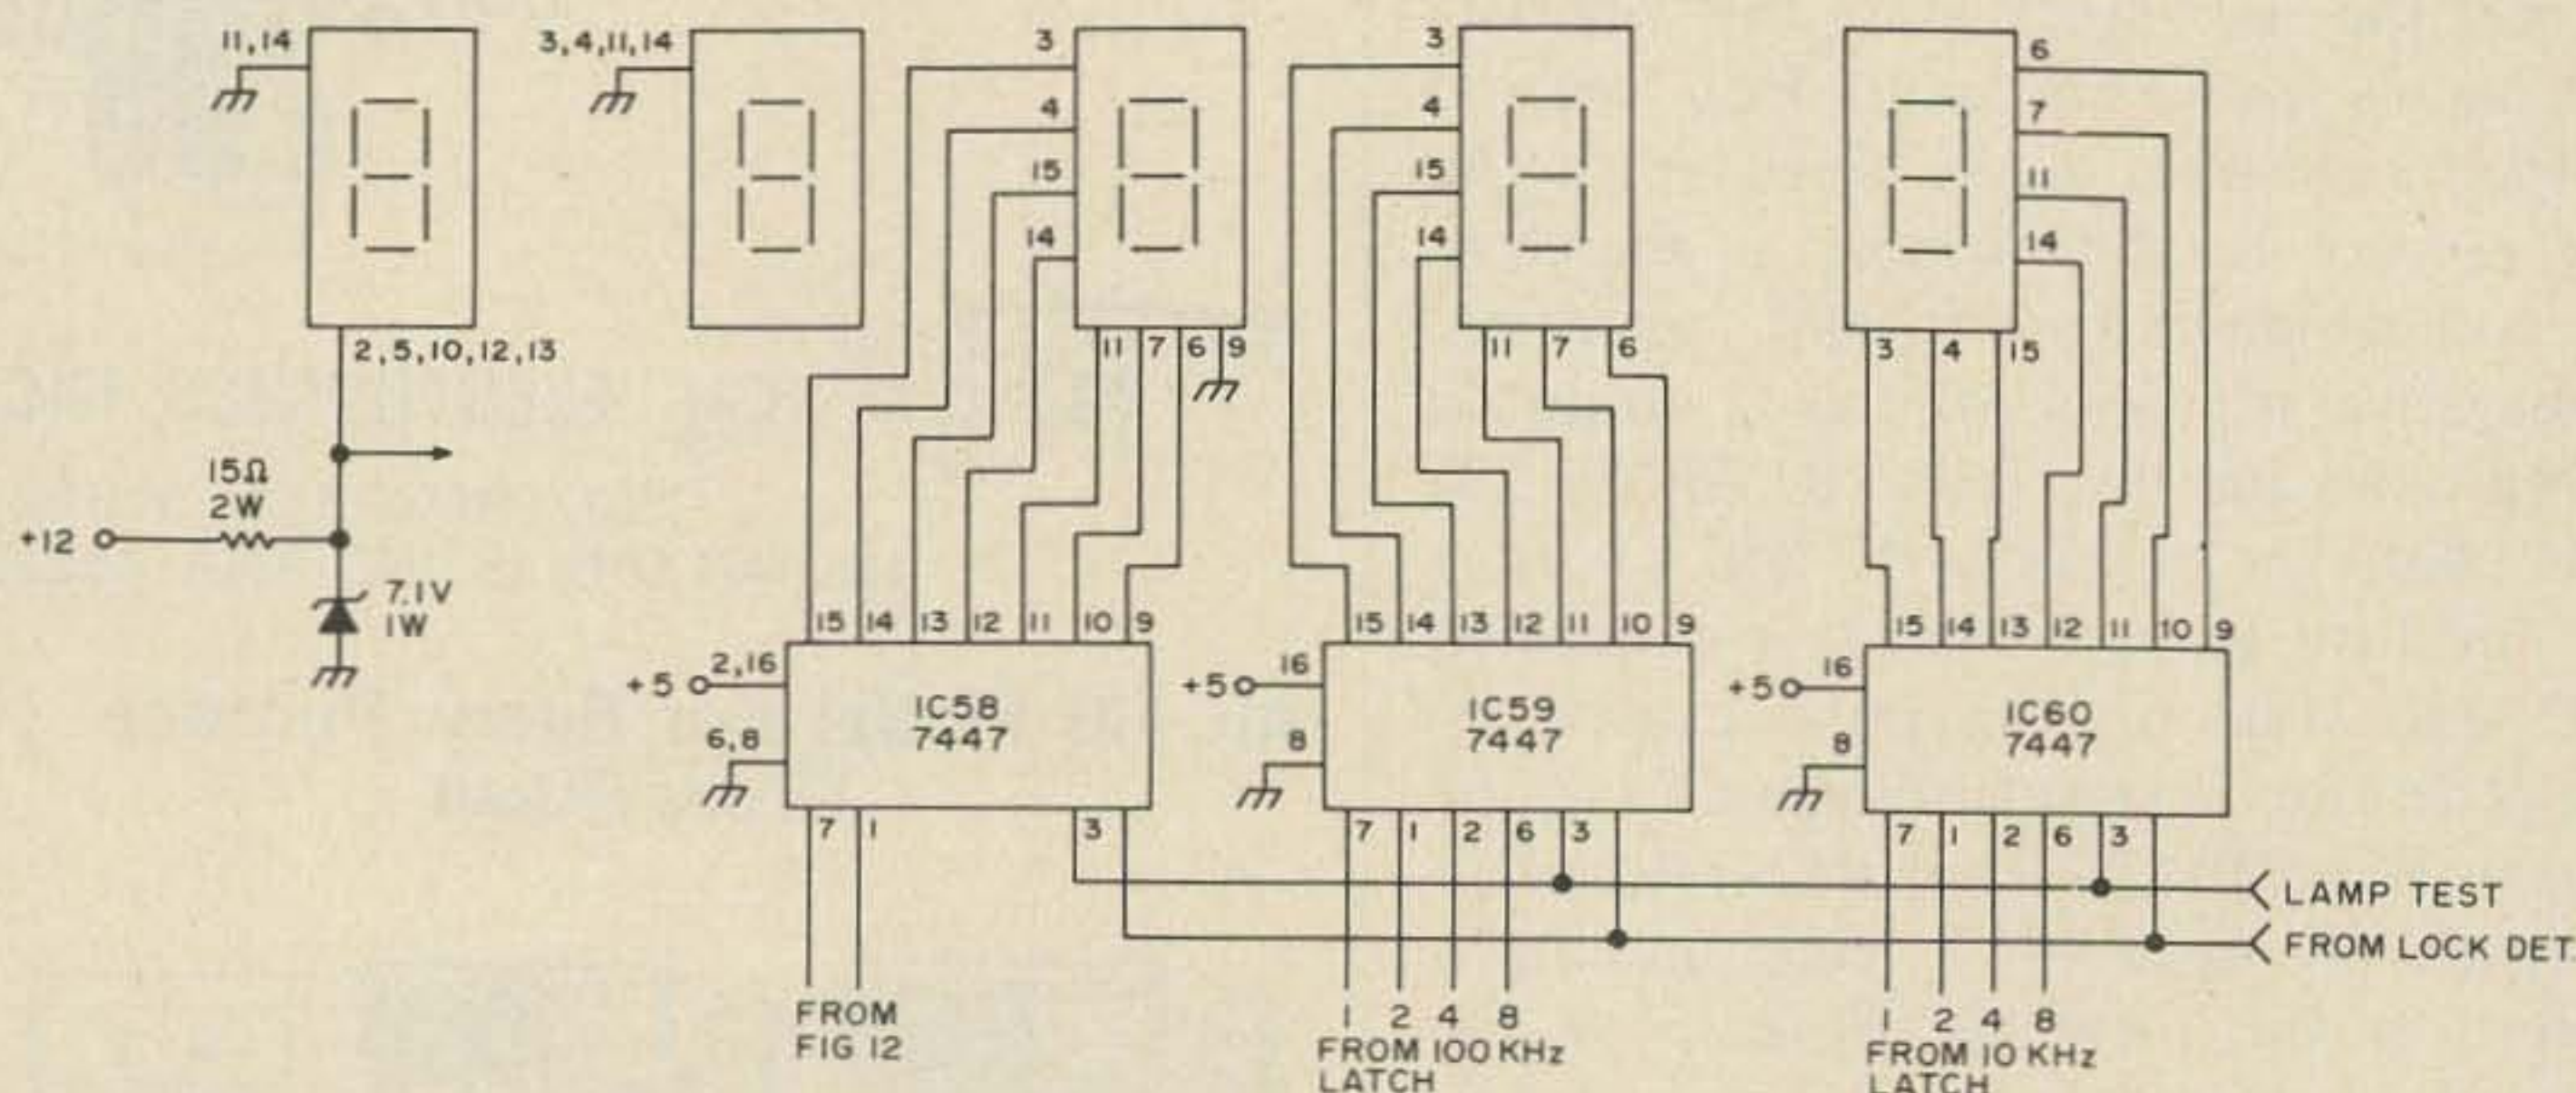 11,14
3,4,11,14
3
4
15
14
3
4
15
14
6
7
11
14
2,5,10,12,13
11 7 6 9
11 7 6
3 4 15
15Ω
2W
+12
7.1V
1W
15 14 13 12 11 10 9
15 14 13 12 11 10 9
15 14 13 12 11 10 9
+5
2,16
6,8
IC58
7447
+5
16
8
IC59
7447
+5
16
8
IC60
7447
7 1 3
7 1 2 6 3
7 1 2 6 3
LAMP TEST
FROM LOCK DET.
FROM
FIG 12
1 2 4 8
FROM 100 KHz
LATCH
1 2 4 8
FROM 10 KHz
LATCH